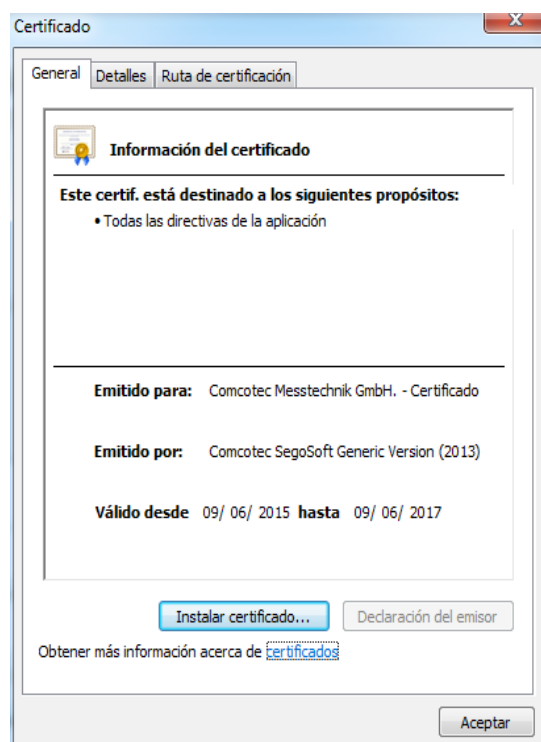 Certificado
X
General Detalles Ruta de certificación
Información del certificado
Este certif. está destinado a los siguientes propósitos:
• Todas las directivas de la aplicación
Emitido para: Comcotec Messtechnik GmbH. - Certificado
Emitido por: Comcotec SegoSoft Generic Version (2013)
Válido desde 09/ 06/ 2015 hasta 09/ 06/ 2017
Instalar certificado... Declaración del emisor
Obtener más información acerca de certificados
Aceptar